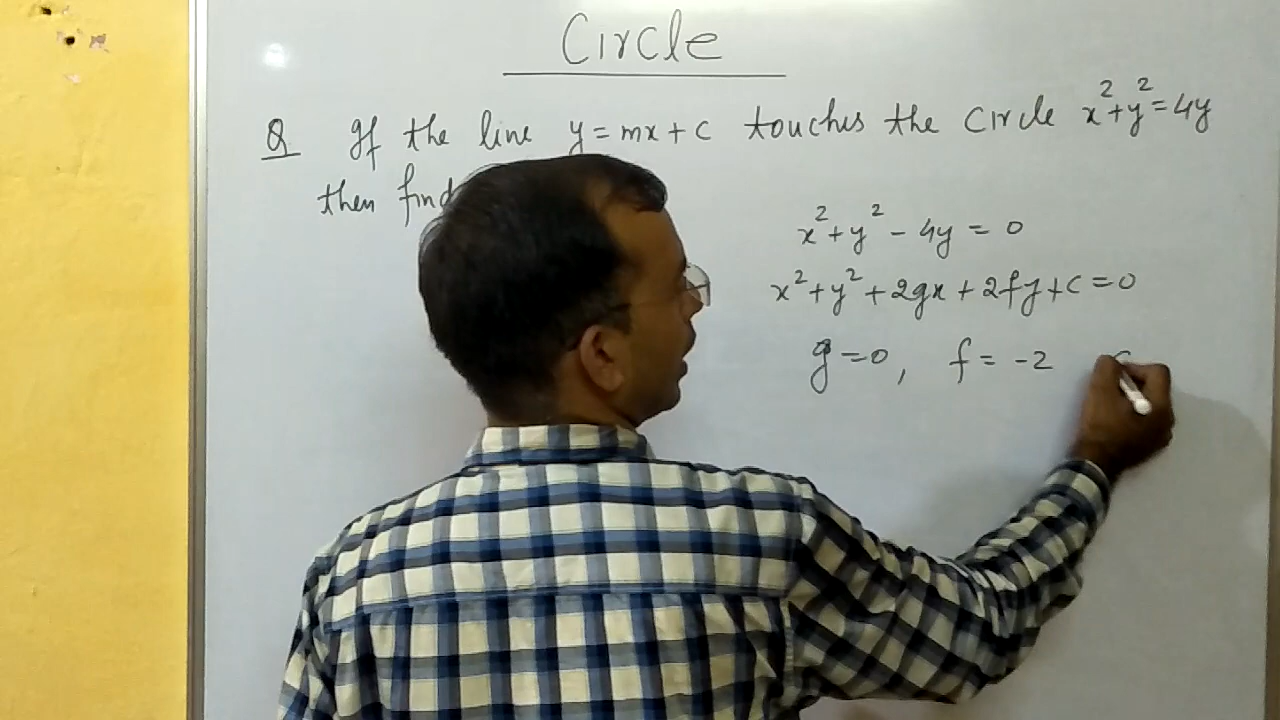 Circle
Q If the line y = mx + c touches the circle x² + y² = 4y
then find
x² + y² - 4y = 0
x² + y² + 2gx + 2fy + c = 0
g = 0, f = -2